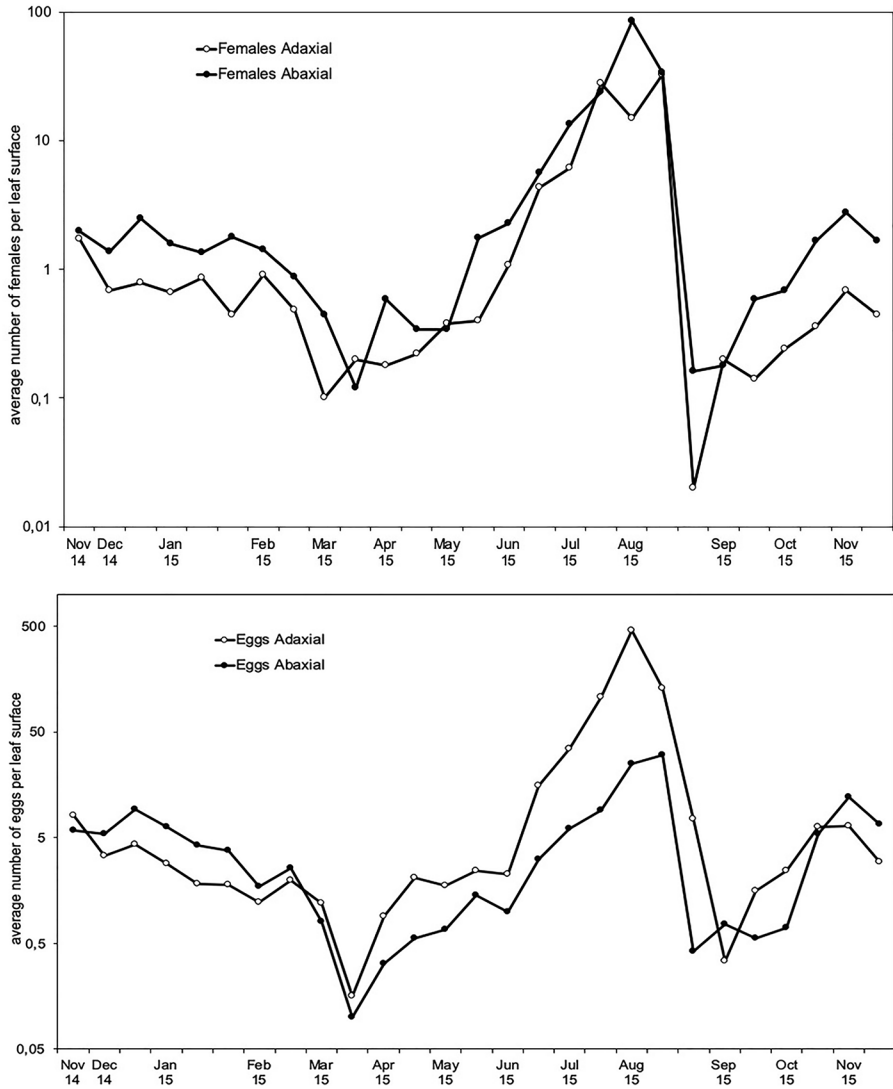 100
Females Adaxial
Females Abaxial
10
1
0,1
0,01
average number of females per leaf surface
Nov Dec Jan Feb Mar Apr May Jun Jul Aug Sep Oct Nov
14 14 15 15 15 15 15 15 15 15 15 15 15
500
Eggs Adaxial
Eggs Abaxial
50
5
0,5
0,05
average number of eggs per leaf surface
Nov Dec Jan Feb Mar Apr May Jun Jul Aug Sep Oct Nov
14 14 15 15 15 15 15 15 15 15 15 15 15